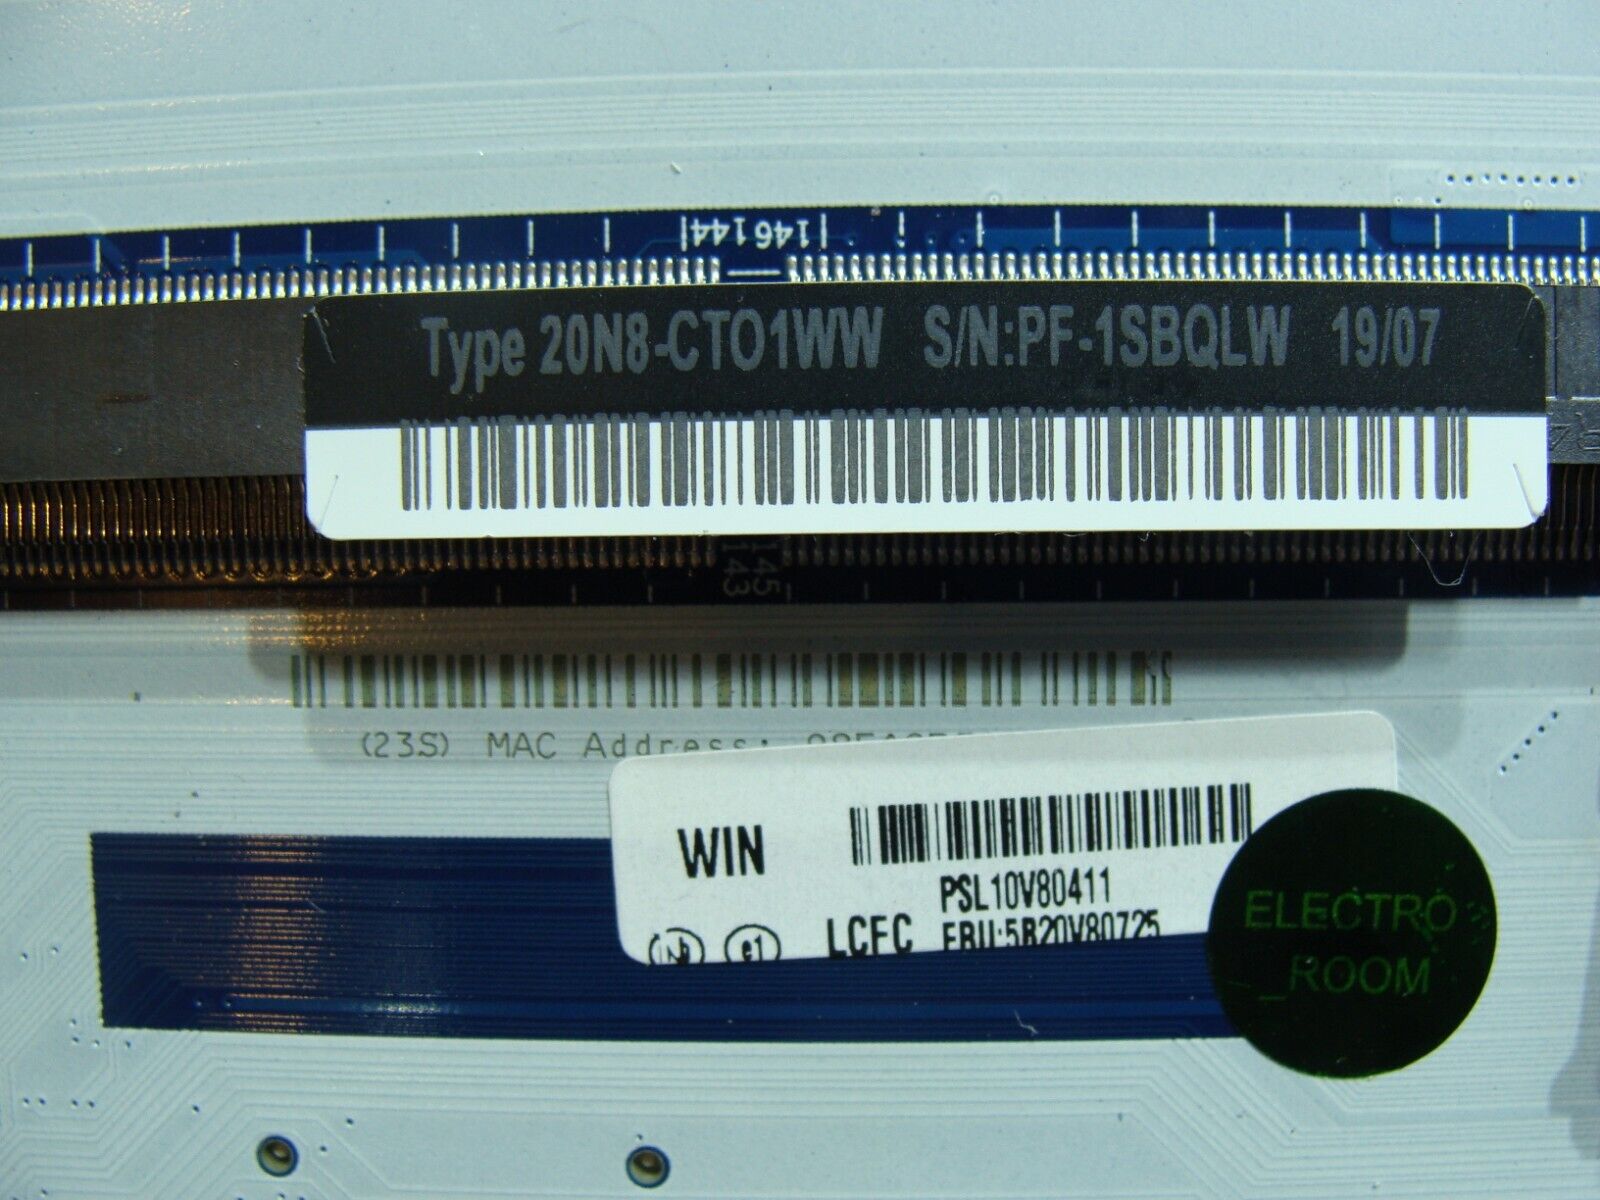 146144
Type 20N8-CTO1WW S/N:PF-1SBQLW 19/07
145
143
(23S) MAC Address:
WIN
PSL10V80411
LCFC FRU:5B20V80725
e1
ELECTRO
_ROOM